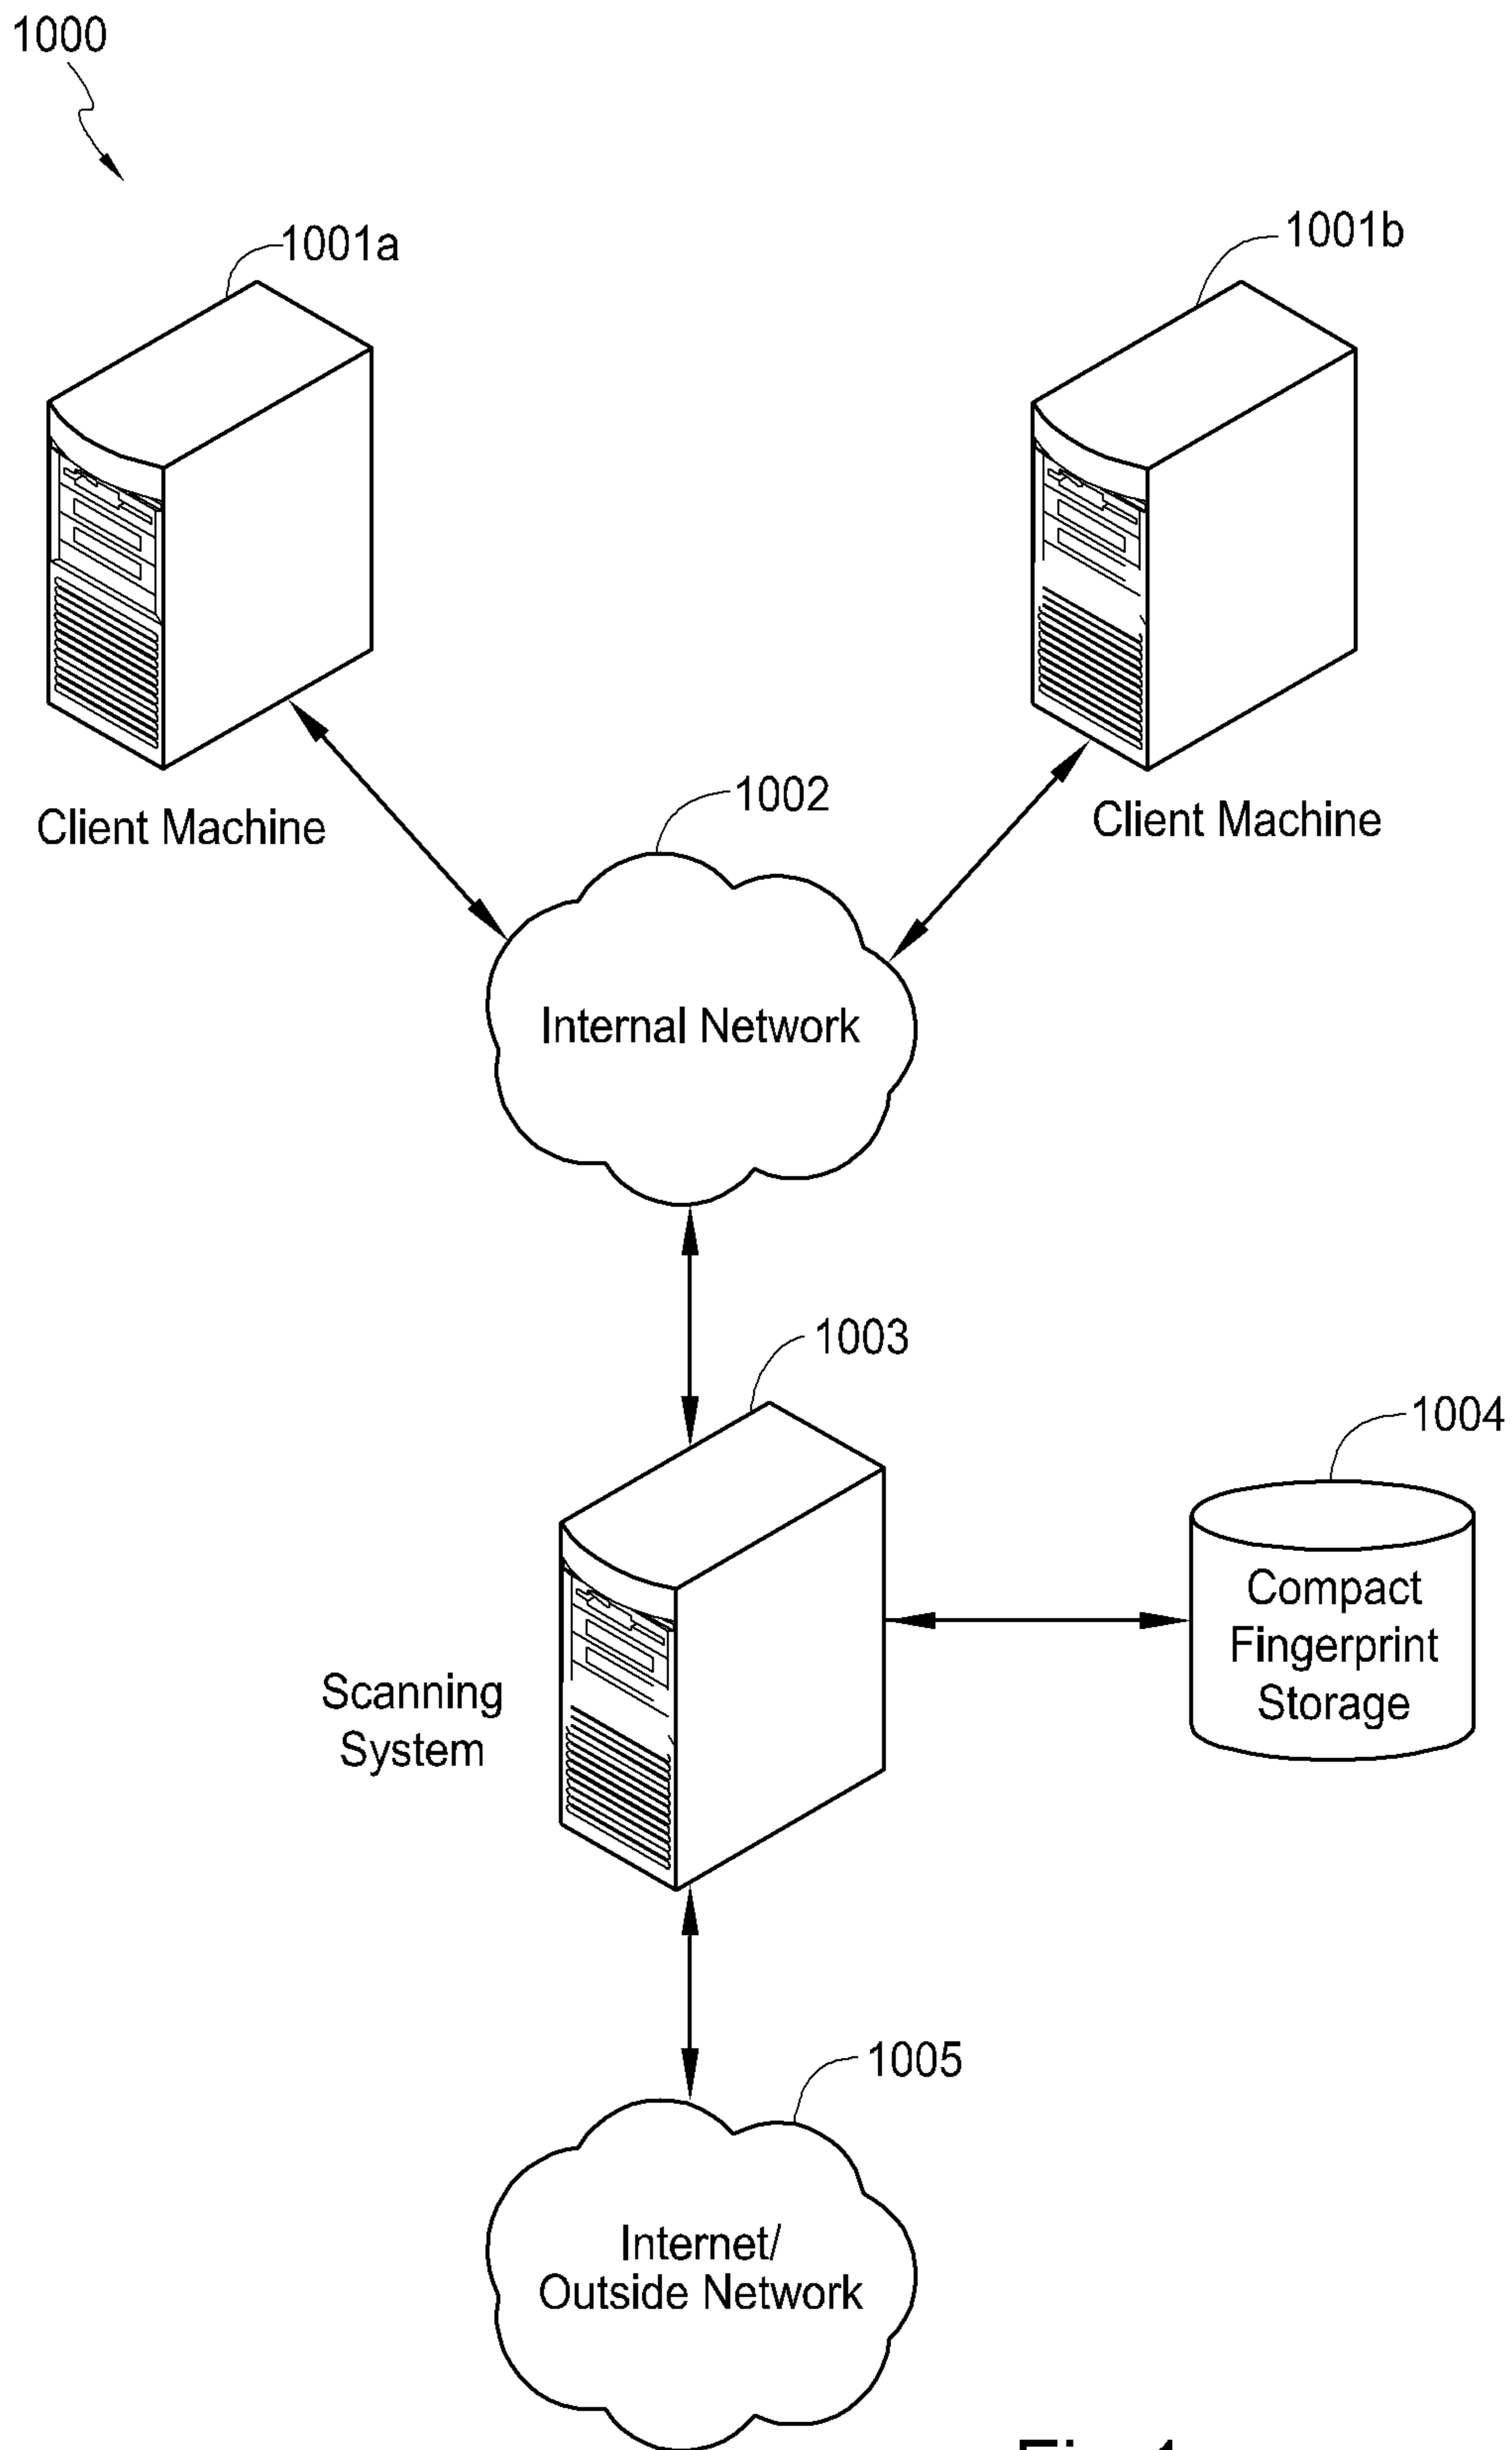 1000
1001a
1001b
Client Machine
Client Machine
1002
Internal Network
1003
1004
Compact
Fingerprint
Storage
Scanning
System
1005
Internet/
Outside Network